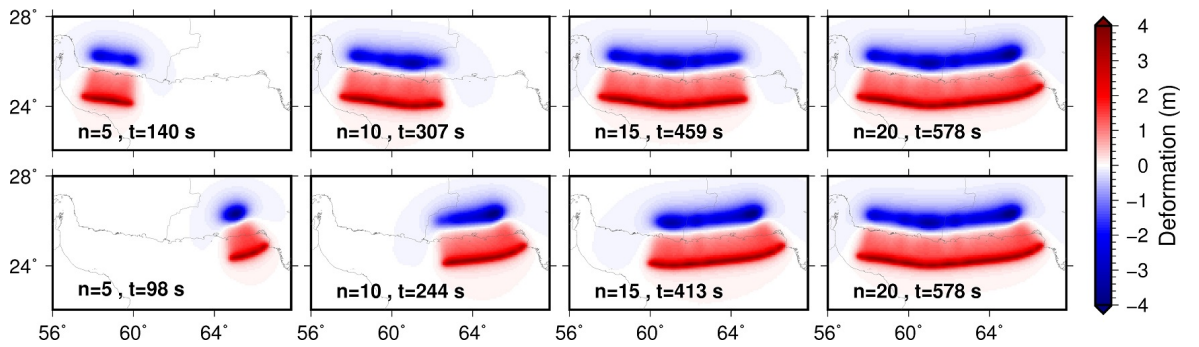 28°
24°
n=5 , t=140 s
n=10 , t=307 s
n=15 , t=459 s
n=20 , t=578 s
28°
24°
n=5 , t=98 s
n=10 , t=244 s
n=15 , t=413 s
n=20 , t=578 s
56° 60° 64° 56° 60° 64° 56° 60° 64° 56° 60° 64°
4
3
2
1
0
−1
−2
−3
−4
Deformation (m)